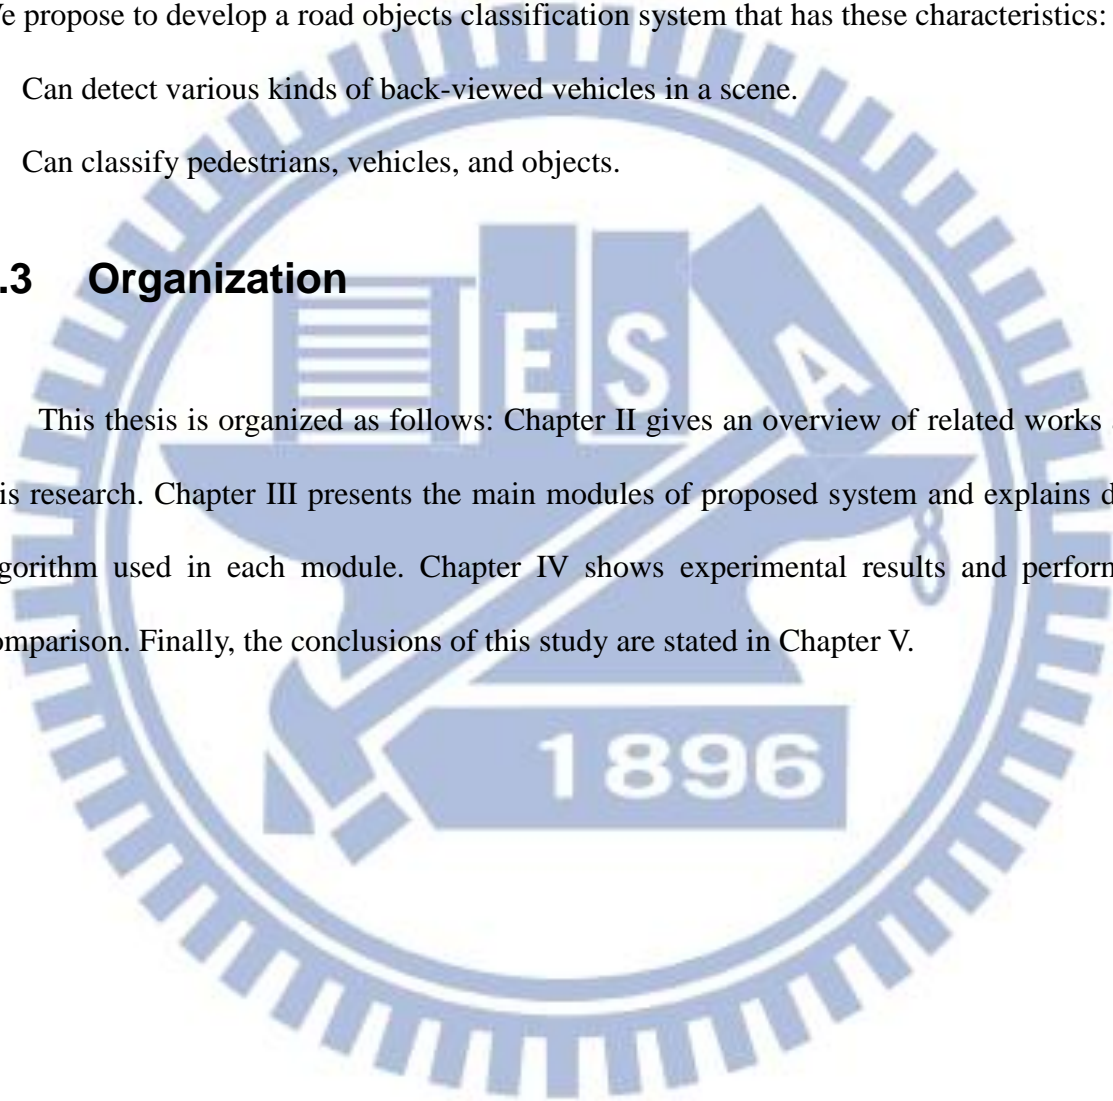 We propose to develop a road objects classification system that has these characteristics:
Can detect various kinds of back-viewed vehicles in a scene.
Can classify pedestrians, vehicles, and objects.
.3 Organization
E S A
This thesis is organized as follows: Chapter II gives an overview of related works
is research. Chapter III presents the main modules of proposed system and explains d
gorithm used in each module. Chapter IV shows experimental results and perform
omparison. Finally, the conclusions of this study are stated in Chapter V.
1896